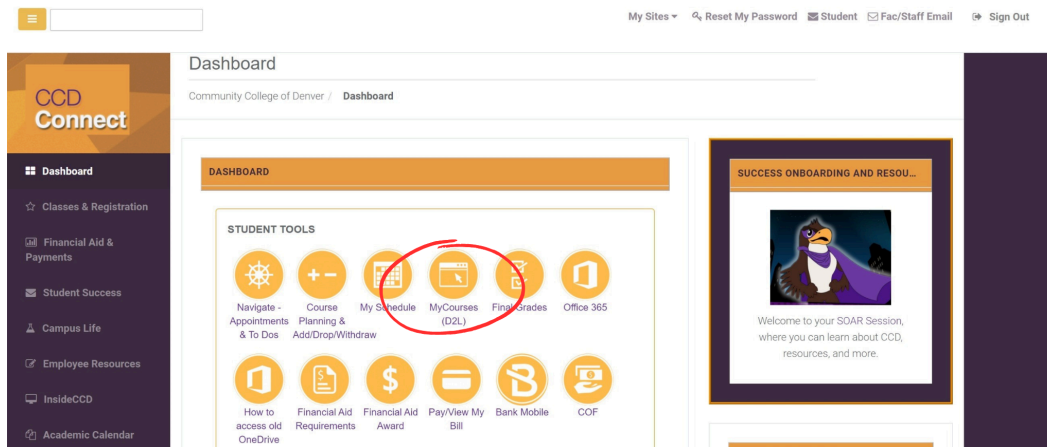 My Sites Reset My Password Student Fac/Staff Email Sign Out
Dashboard
Community College of Denver / Dashboard
CCD
Connect
Dashboard
Classes & Registration
Financial Aid &
Payments
Student Success
Campus Life
Employee Resources
InsideCCD
Academic Calendar
DASHBOARD
STUDENT TOOLS
Navigate -
Appointments
& To Dos
Course
Planning &
Add/Drop/Withdraw
My Schedule
MyCourses
(D2L)
Final Grades
Office 365
How to
access old
OneDrive
Financial Aid
Requirements
Financial Aid
Award
Pay/View My
Bill
Bank Mobile
COF
SUCCESS ONBOARDING AND RESOU...
Welcome to your SOAR Session,
where you can learn about CCD,
resources, and more.